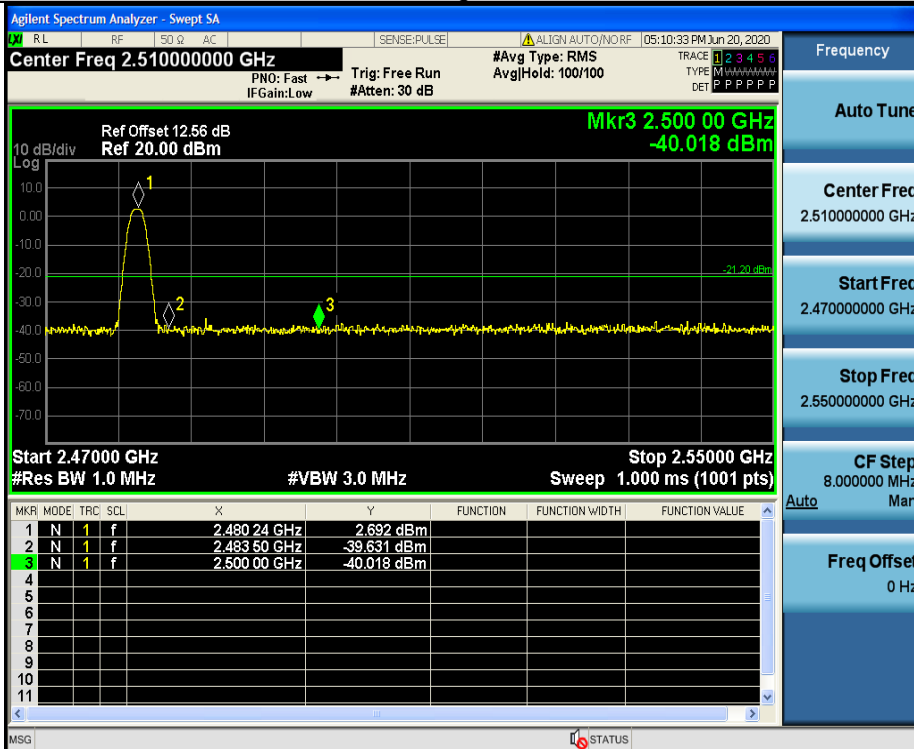 Agilent Spectrum Analyzer - Swept SA
LXI RL RF 50 Ω AC SENSE:PULSE ALIGN AUTO/NO RF 05:10:33 PM Jun 20, 2020
Center Freq 2.510000000 GHz
#Avg Type: RMS
TRACE 1 2 3 4 5 6
PNO: Fast Trig: Free Run Avg|Hold: 100/100
TYPE M WWWWW
IFGain:Low #Atten: 30 dB
DET P P P P P P
Mkr3 2.500 00 GHz
Ref Offset 12.56 dB
10 dB/div Ref 20.00 dBm -40.018 dBm
Log
10.0
1
0.00
-10.0
-20.0
-21.20 dBm
-30.0
2
3
-40.0
-50.0
-60.0
-70.0
Start 2.47000 GHz Stop 2.55000 GHz
#Res BW 1.0 MHz #VBW 3.0 MHz Sweep 1.000 ms (1001 pts)
MKR MODE TRC SCL X Y FUNCTION FUNCTION WIDTH FUNCTION VALUE
1 N 1 f 2.480 24 GHz 2.692 dBm
2 N 1 f 2.483 50 GHz -39.631 dBm
3 N 1 f 2.500 00 GHz -40.018 dBm
4
5
6
7
8
9
10
11
MSG STATUS
Frequency
Auto Tune
Center Freq
2.510000000 GHz
Start Freq
2.470000000 GHz
Stop Freq
2.550000000 GHz
CF Step
8.000000 MHz
Auto Man
Freq Offset
0 Hz